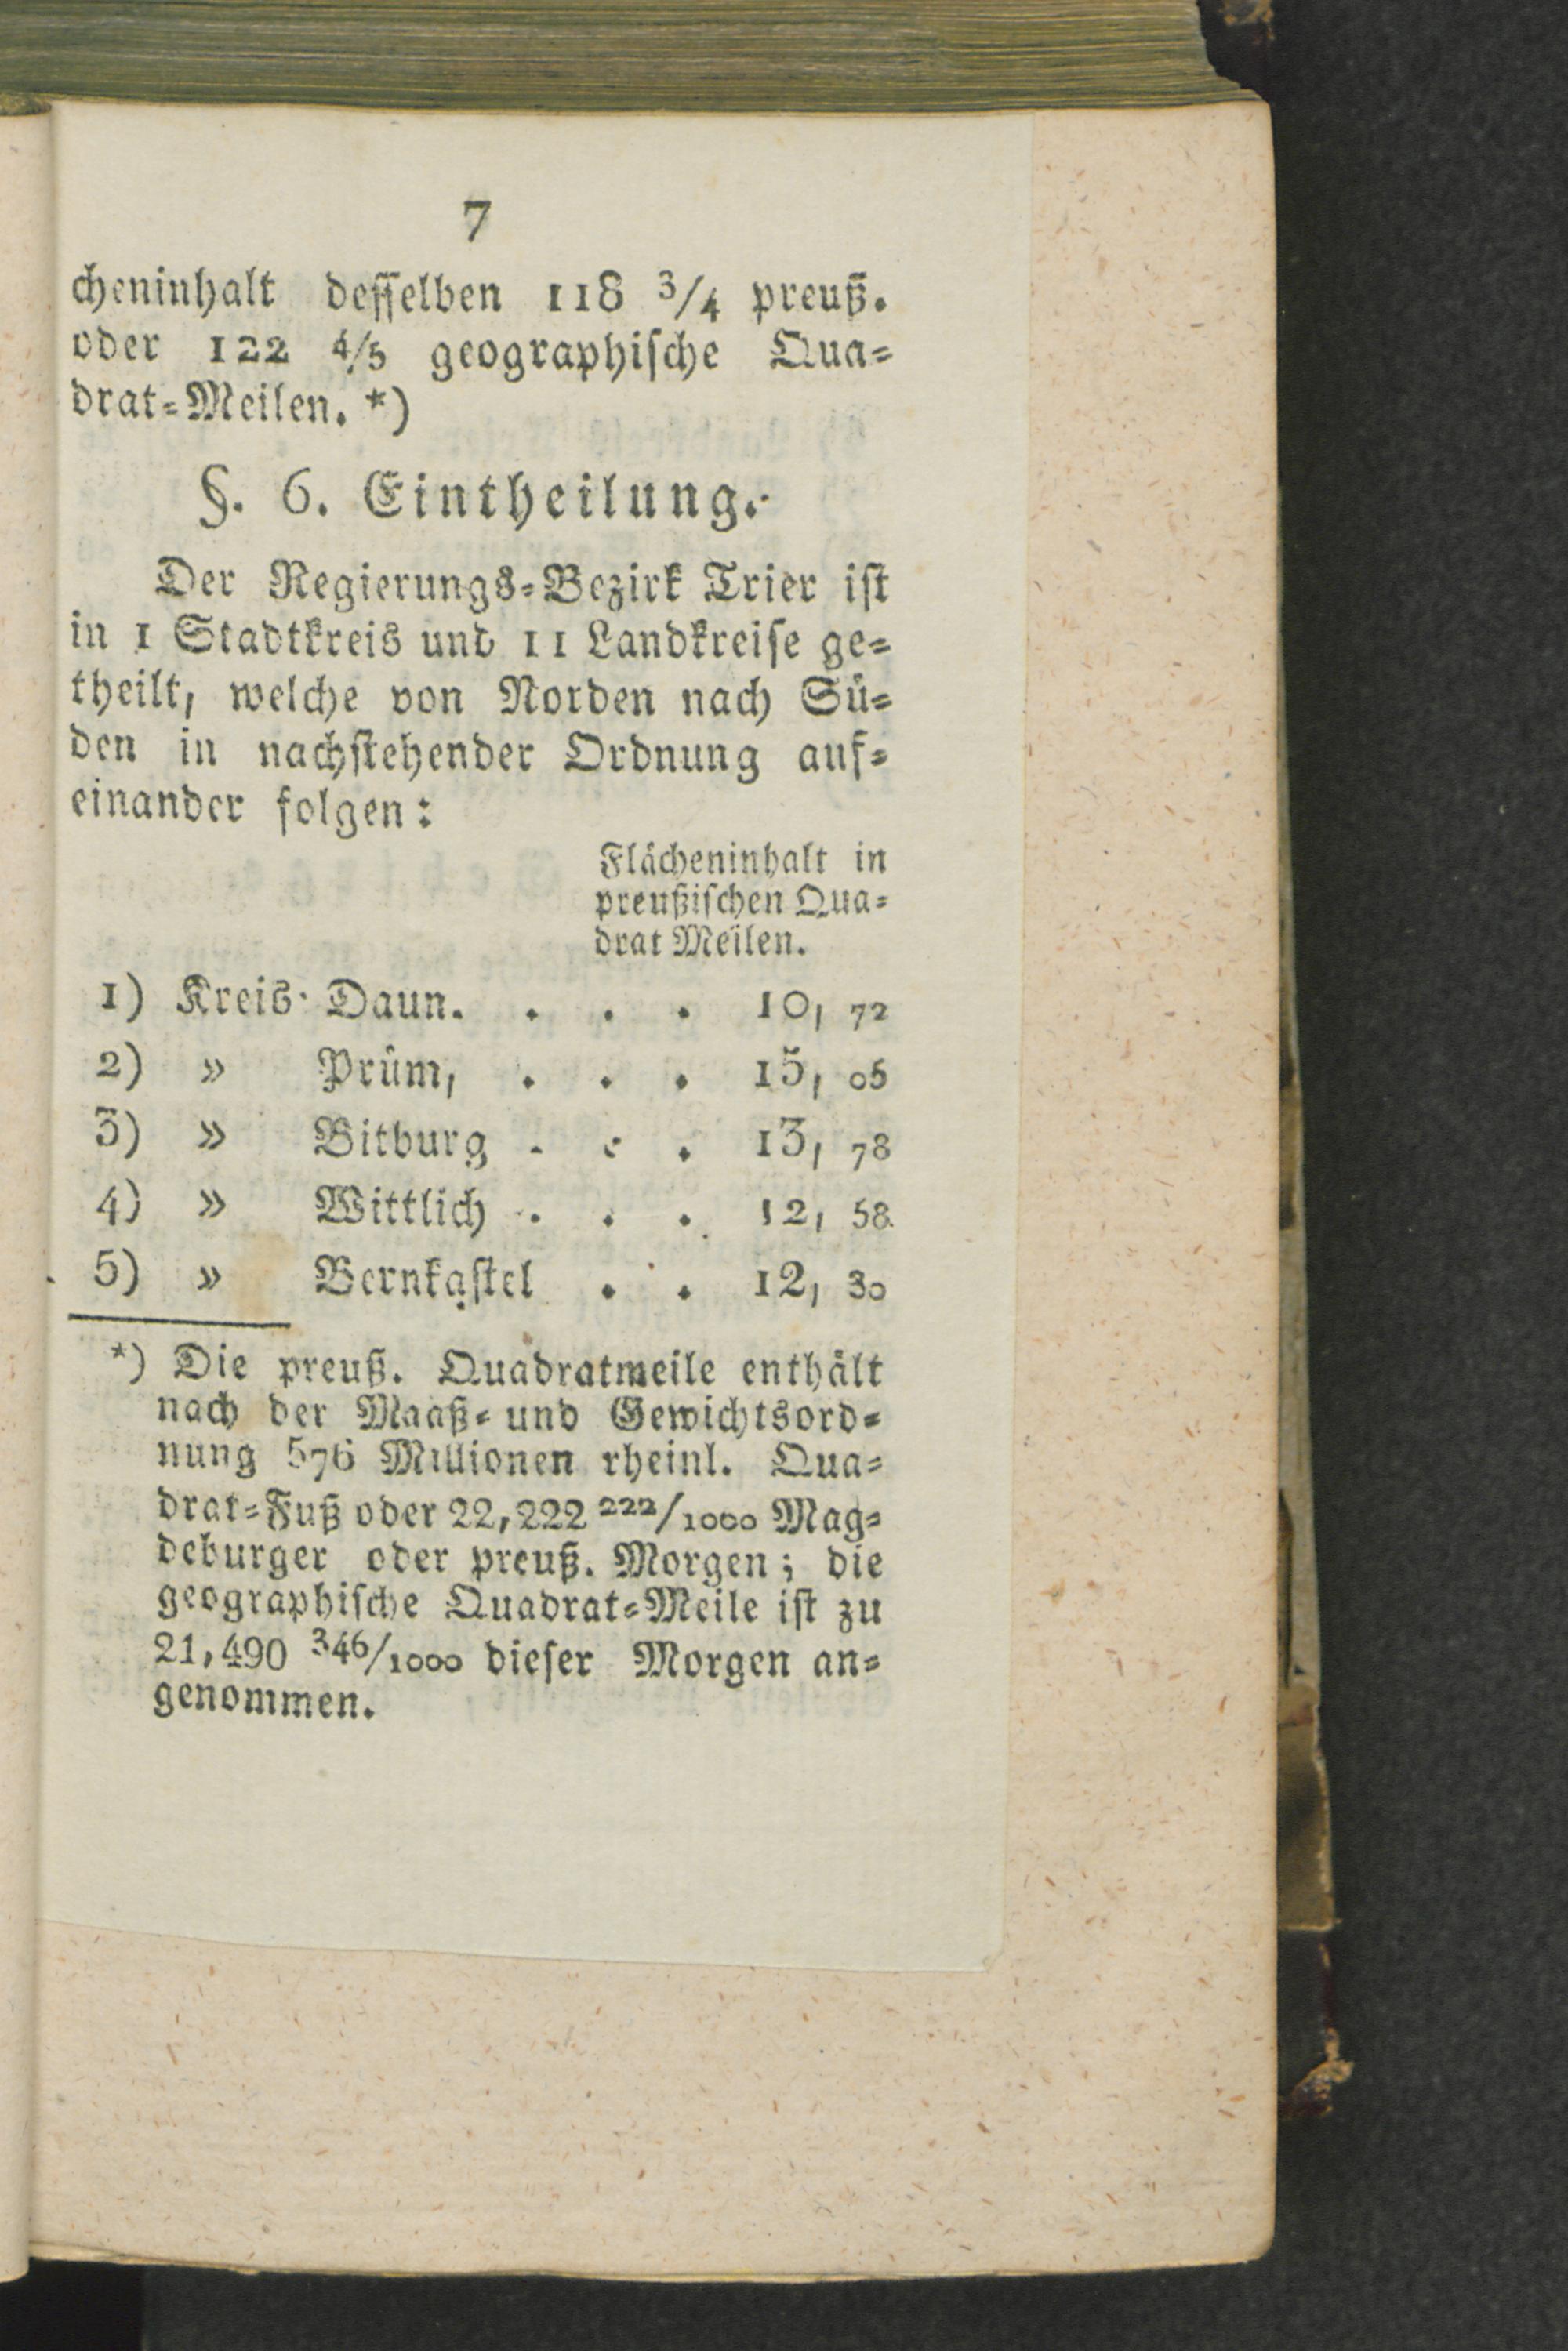 7
cheninhalt desselben 118 3/4 preuß.
oder 122 4/5 geographische Qua-
drat-Meilen. *)
§. 6. Eintheilung.
Der Regierungs-Bezirk Trier ist
in 1 Stadtkreis und 11 Landkreise ge-
theilt, welche von Norden nach Sü-
den in nachstehender Ordnung auf-
einander folgen:
Flächeninhalt in
preußischen Qua-
drat Meilen.
1) Kreis Daun. . . . 10, 72
2) » Prüm, . . . 15, 05
3) » Bitburg . . . 13, 78
4) » Wittlich . . . 12, 58
5) » Bernkastel . . 12, 30
*) Die preuß. Quadratmeile enthält
nach der Maaß- und Gewichtsord-
nung 576 Millionen rheinl. Qua-
drat-Fuß oder 22,222 222/1000 Mag-
deburger oder preuß. Morgen; die
geographische Quadrat-Meile ist zu
21,490 346/1000 dieser Morgen an-
genommen.